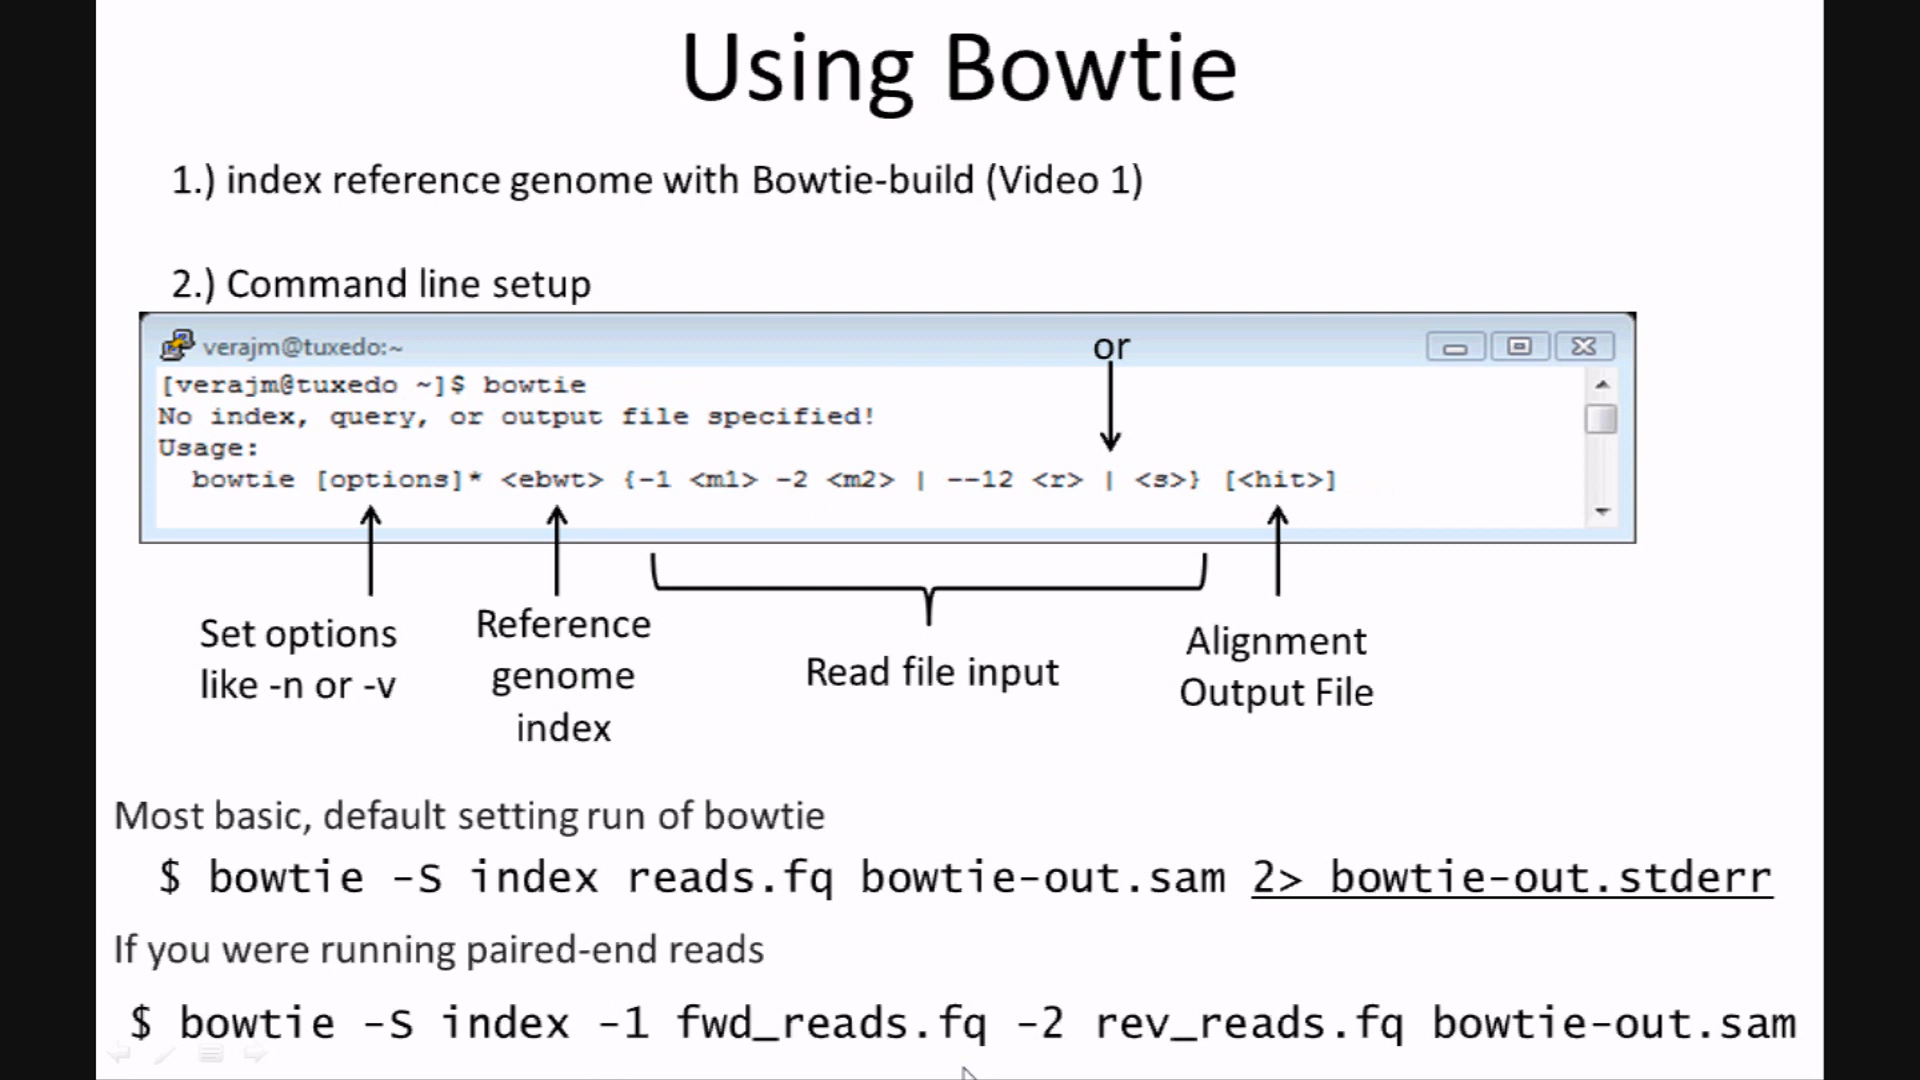 Using Bowtie
1.) index reference genome with Bowtie-build (Video 1)
2.) Command line setup
verajm@tuxedo:~
or
[verajm@tuxedo ~]$ bowtie
No index, query, or output file specified!
Usage:
bowtie [options]* <ebwt> {-1 <m1> -2 <m2> | --12 <r> | <s>} [<hit>]
Set options
like -n or -v
Reference
genome
index
Read file input
Alignment
Output File
Most basic, default setting run of bowtie
$ bowtie -S index reads.fq bowtie-out.sam 2> bowtie-out.stderr
If you were running paired-end reads
$ bowtie -S index -1 fwd_reads.fq -2 rev_reads.fq bowtie-out.sam